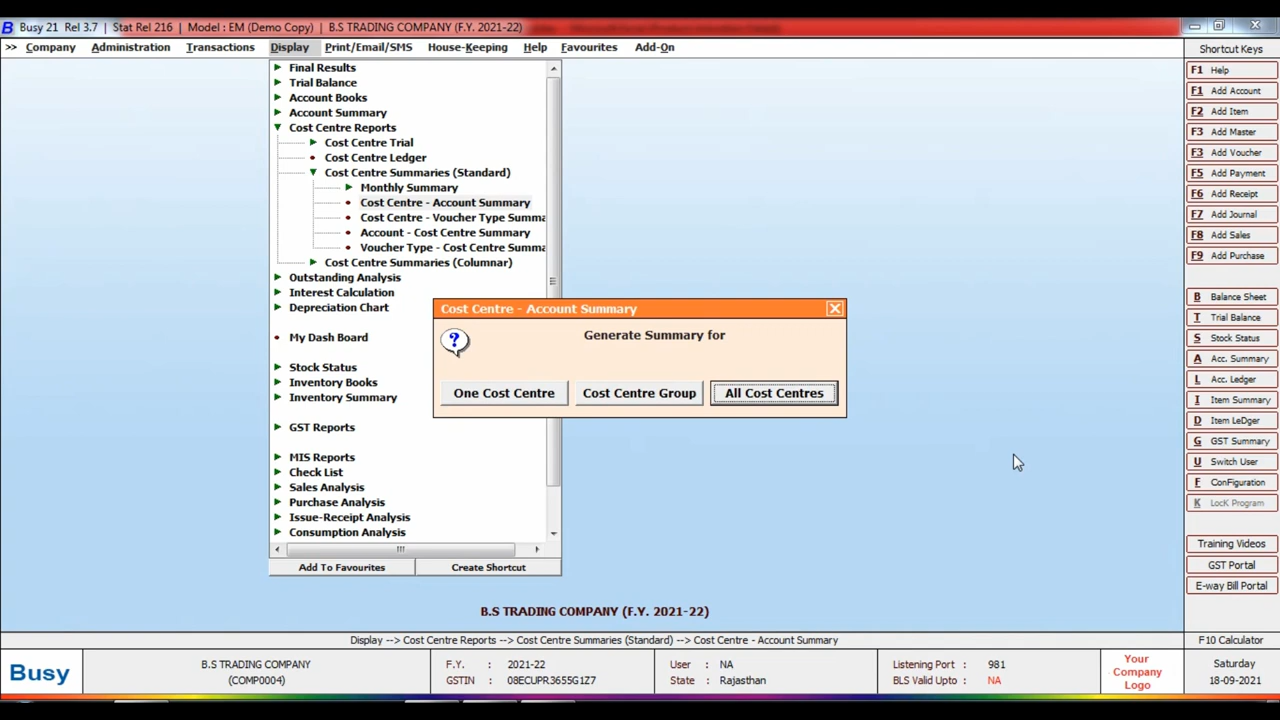 Busy 21 Rel 3.7 | Stat Rel 216 | Model : EM (Demo Copy) | B.S TRADING COMPANY (F.Y. 2021-22)
>> Company Administration Transactions Display Print/Email/SMS House-Keeping Help Favourites Add-On
Final Results
Trial Balance
Account Books
Account Summary
Cost Centre Reports
Cost Centre Trial
Cost Centre Ledger
Cost Centre Summaries (Standard)
Monthly Summary
Cost Centre - Account Summary
Cost Centre - Voucher Type Summa
Account - Cost Centre Summary
Voucher Type - Cost Centre Summa
Cost Centre Summaries (Columnar)
Outstanding Analysis
Interest Calculation
Depreciation Chart
My Dash Board
Stock Status
Inventory Books
Inventory Summary
GST Reports
MIS Reports
Check List
Sales Analysis
Purchase Analysis
Issue-Receipt Analysis
Consumption Analysis
Add To Favourites Create Shortcut
Cost Centre - Account Summary
?
Generate Summary for
One Cost Centre Cost Centre Group All Cost Centres
Shortcut Keys
F1 Help
F1 Add Account
F2 Add Item
F3 Add Master
F3 Add Voucher
F5 Add Payment
F6 Add Receipt
F7 Add Journal
F8 Add Sales
F9 Add Purchase
B Balance Sheet
T Trial Balance
S Stock Status
A Acc. Summary
L Acc. Ledger
I Item Summary
D Item LeDger
G GST Summary
U Switch User
F ConFiguration
K LocK Program
Training Videos
GST Portal
E-way Bill Portal
B.S TRADING COMPANY (F.Y. 2021-22)
Display --> Cost Centre Reports --> Cost Centre Summaries (Standard) --> Cost Centre - Account Summary
F10 Calculator
Busy
B.S TRADING COMPANY
(COMP0004)
F.Y. : 2021-22
GSTIN : 08ECUPR3655G1Z7
User : NA
State : Rajasthan
Listening Port : 981
BLS Valid Upto : NA
Your
Company
Logo
Saturday
18-09-2021